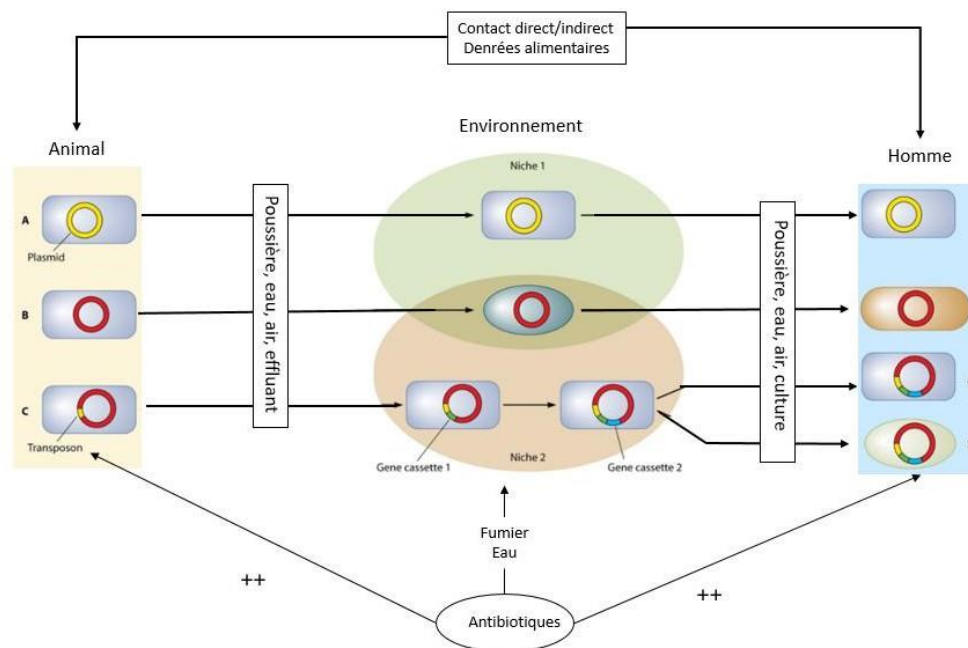 Contact direct/indirect
Denrées alimentaires
Environnement
Animal
Homme
Niche 1
A
Plasmid
Poussière, eau, air, effluant
Poussière, eau, air, culture
B
C
Transposon
Gene cassette 1
Niche 2
Gene cassette 2
Fumier
Eau
++
++
Antibiotiques